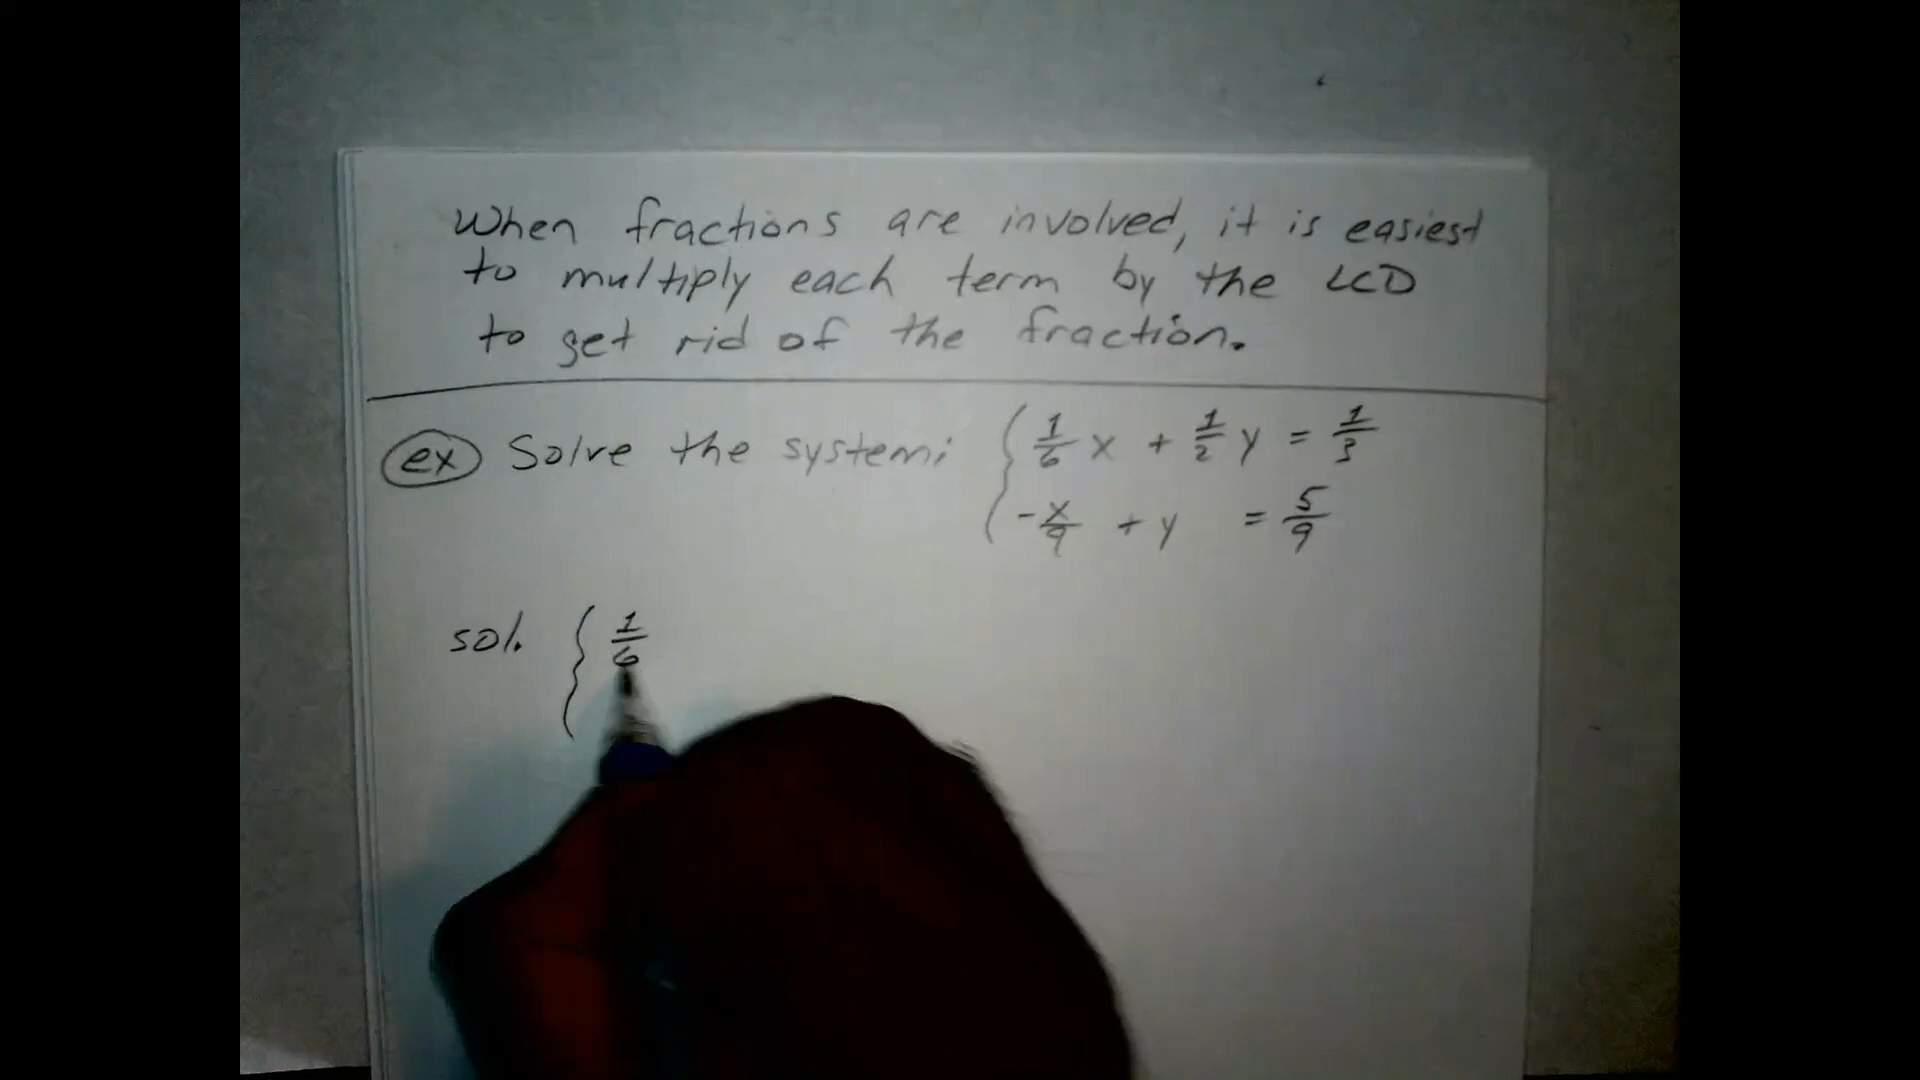 When fractions are involved, it is easiest
to multiply each term by the LCD
to get rid of the fraction.
ex Solve the system: { 1/6 x + 1/2 y = 1/3
-x/9 + y = 5/9
sol. { 1/6